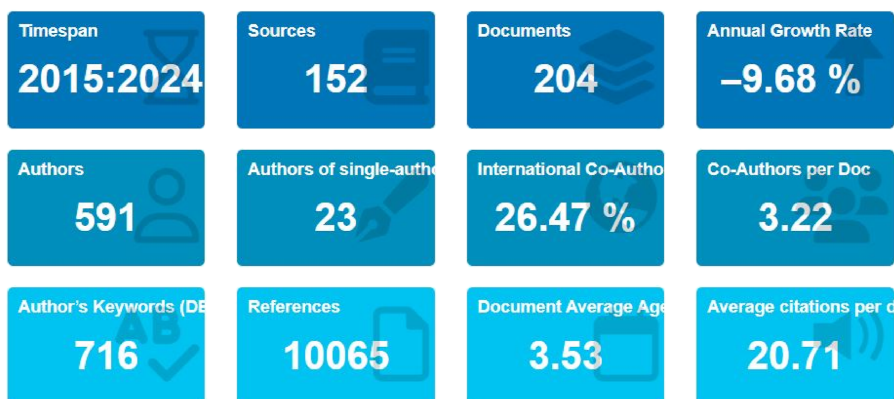 Timespan
2015:2024
Sources
152
Documents
204
Annual Growth Rate
–9.68 %
Authors
591
Authors of single-autho
23
International Co-Autho
26.47 %
Co-Authors per Doc
3.22
Author's Keywords (DE
716
References
10065
Document Average Age
3.53
Average citations per d
20.71
AB